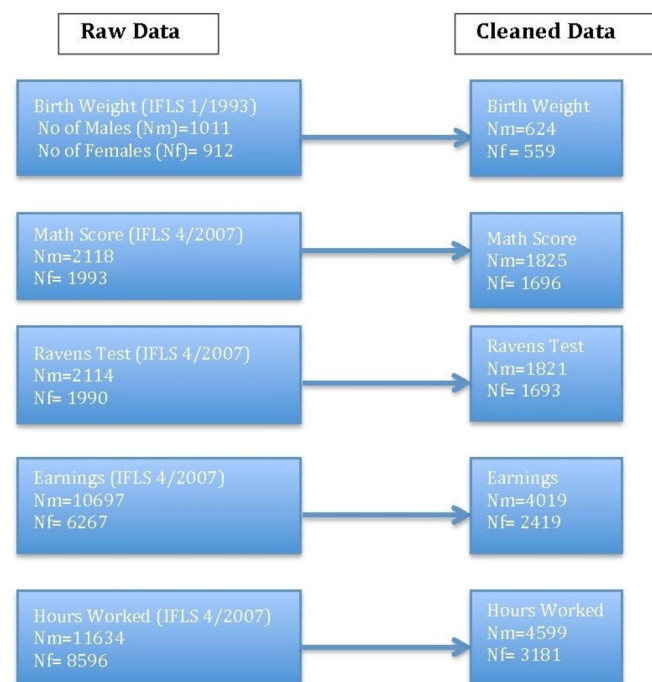 Raw Data
Cleaned Data
Birth Weight (IFLS 1/1993)
No of Males (Nm)=1011
No of Females (Nf)= 912
Birth Weight
Nm=624
Nf = 559
Math Score (IFLS 4/2007)
Nm=2118
Nf= 1993
Math Score
Nm=1825
Nf= 1696
Ravens Test (IFLS 4/2007)
Nm=2114
Nf= 1990
Ravens Test
Nm=1821
Nf= 1693
Earnings (IFLS 4/2007)
Nm=10697
Nf= 6267
Earnings
Nm=4019
Nf= 2419
Hours Worked (IFLS 4/2007)
Nm=11634
Nf= 8596
Hours Worked
Nm=4599
Nf= 3181